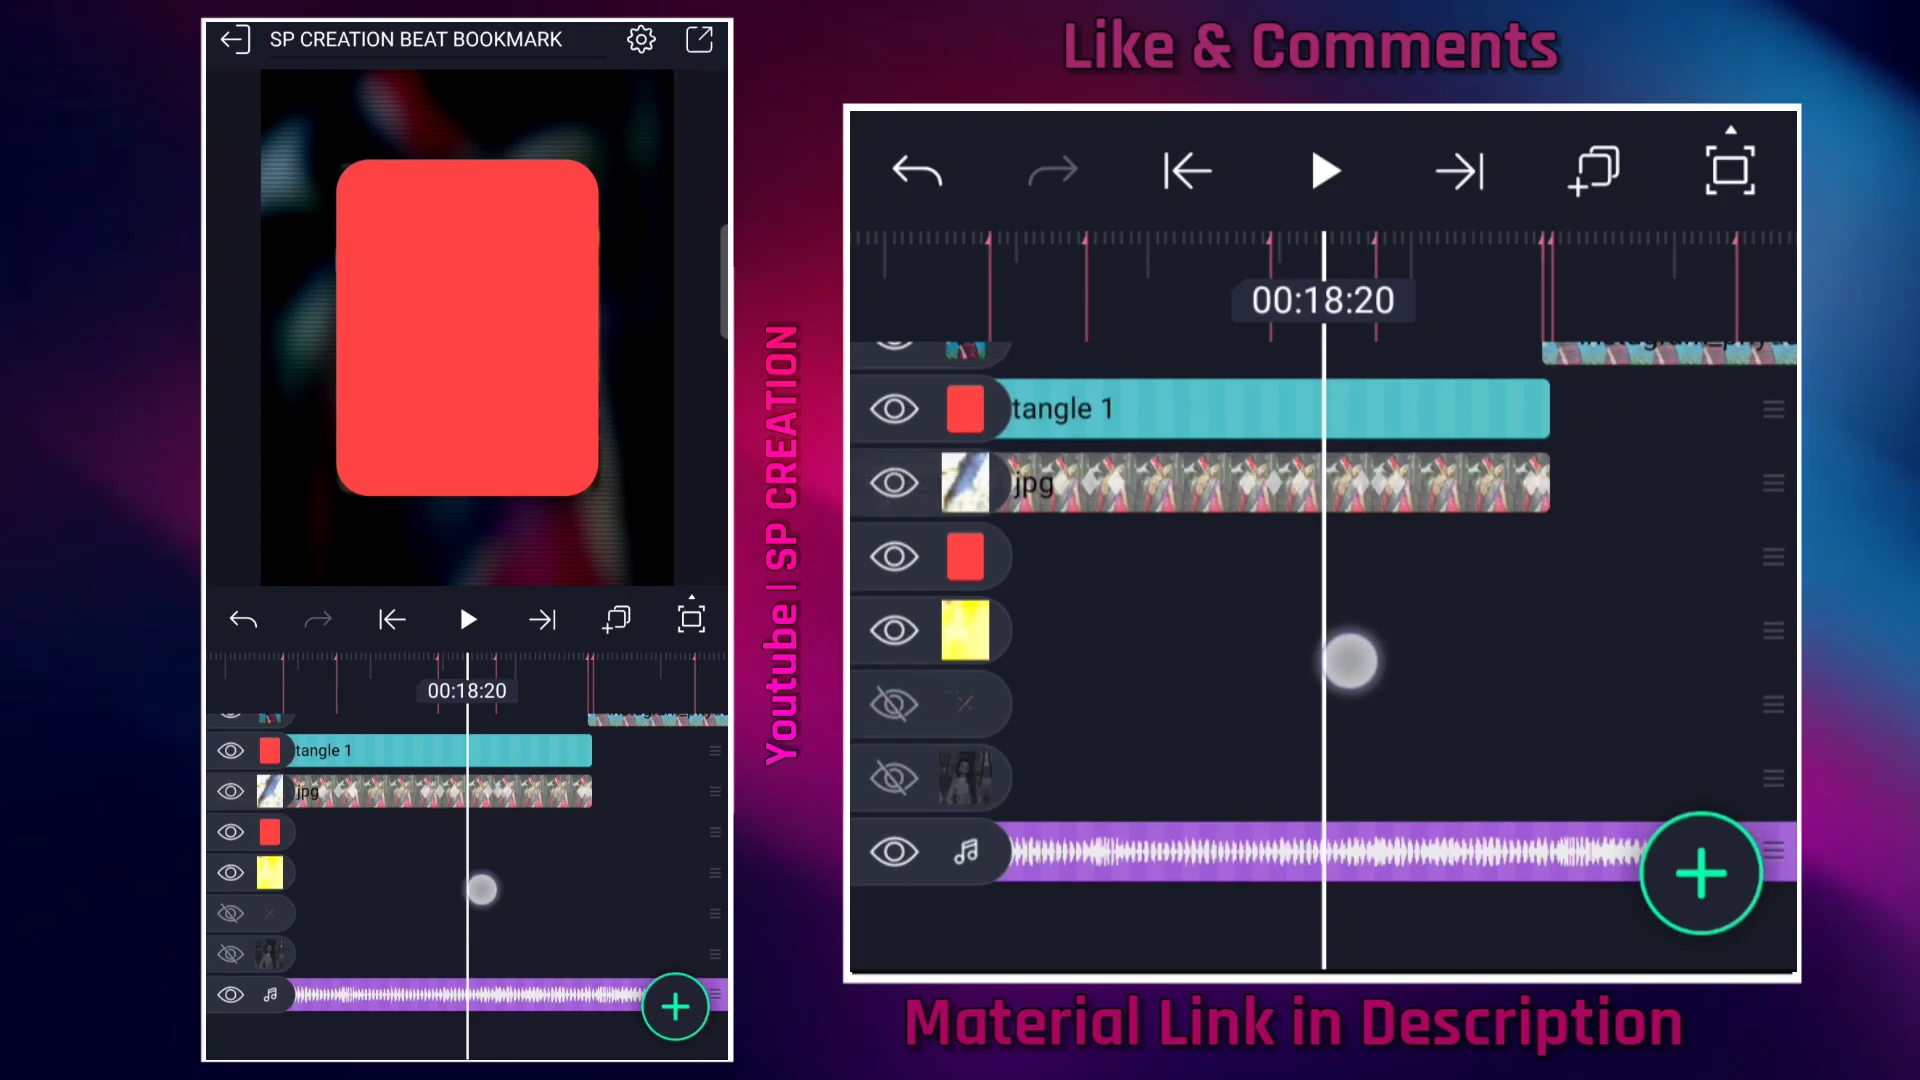 SP CREATION BEAT BOOKMARK
00:18:20
tangle 1
jpg
Youtube | SP CREATION
Like & Comments
00:18:20
tangle 1
jpg
Material Link in Description